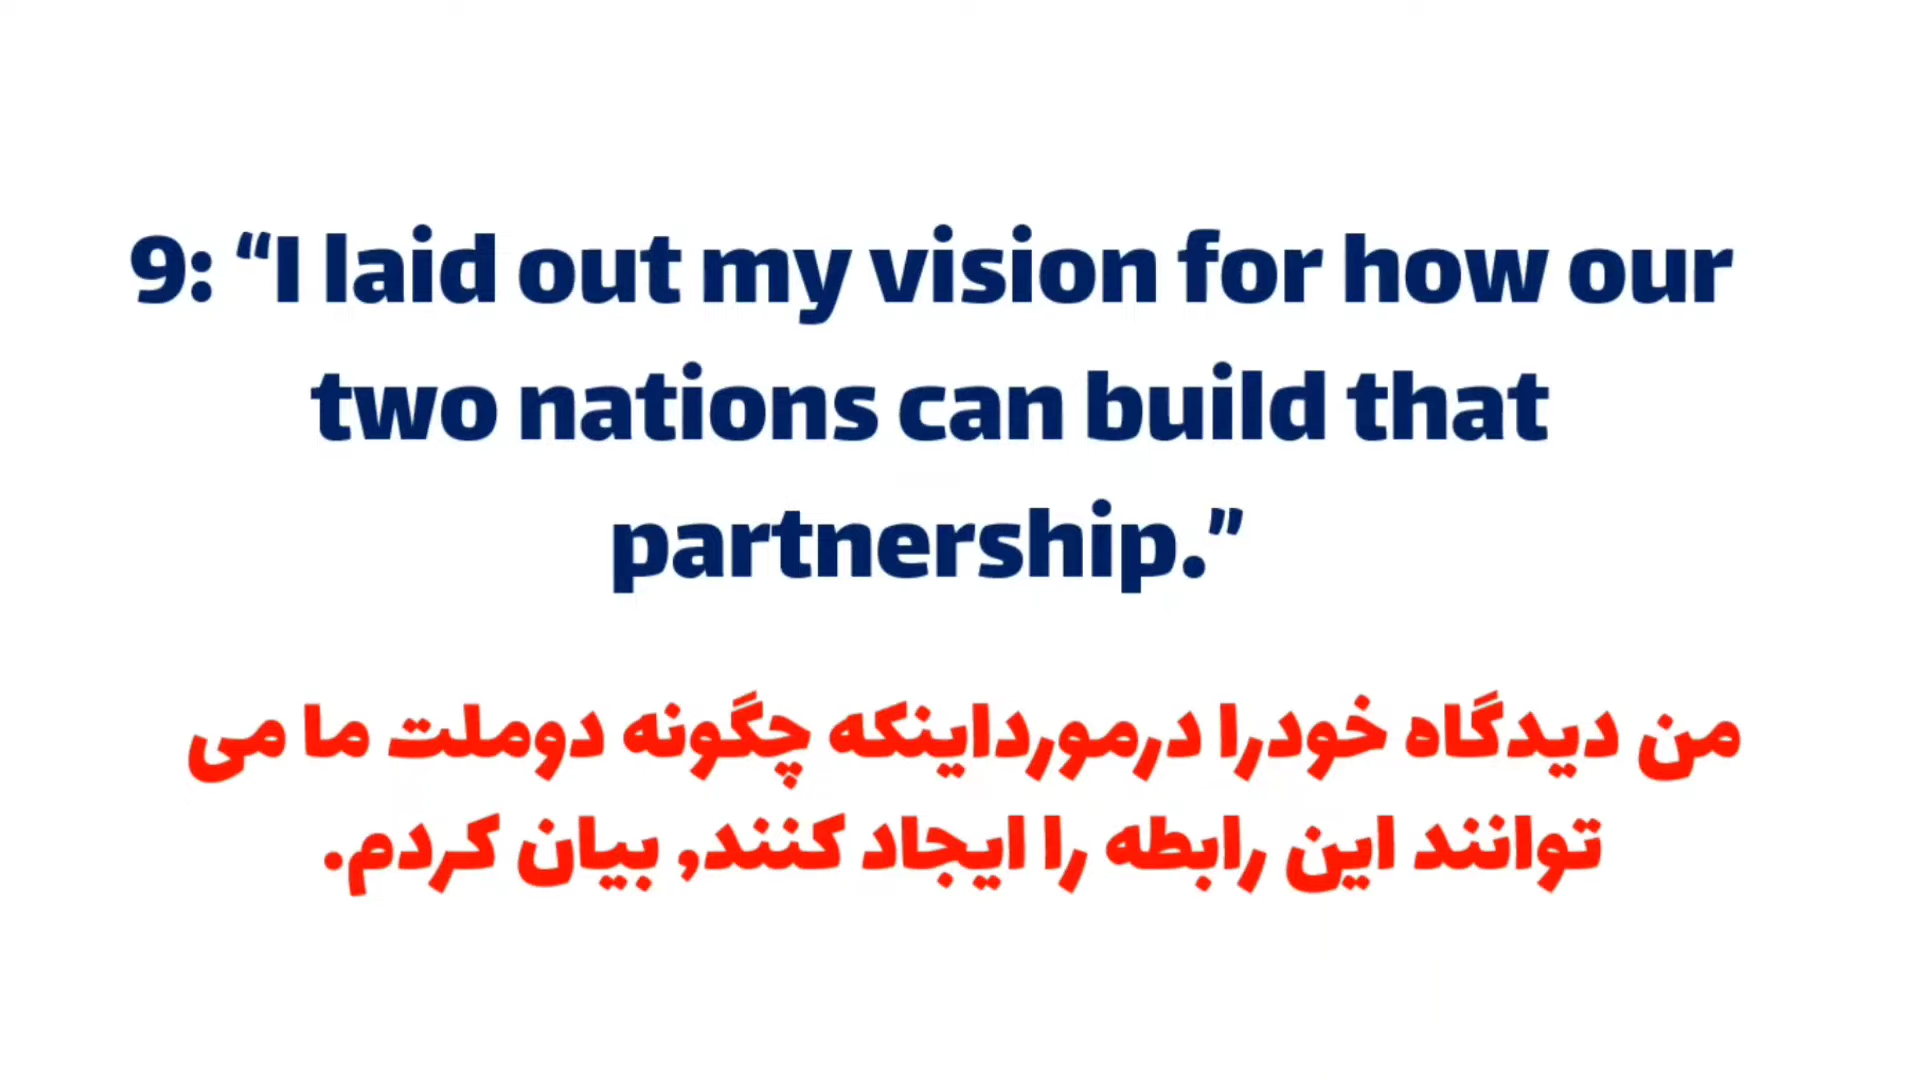 9: “I laid out my vision for how our
two nations can build that
partnership.”
من دیدگاه خودرا درمورداینکه چگونه دوملت ما می
توانند این رابطه را ایجاد کنند, بیان کردم.